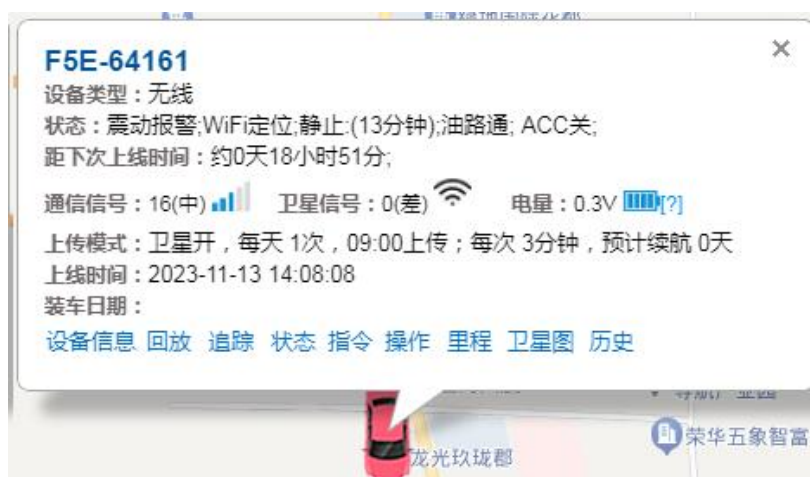 F5E-64161
×
设备类型：无线
状态：震动报警;WiFi定位;静止:(13分钟);油路通; ACC关;
距下次上线时间：约0天18小时51分;
通信信号：16(中) 卫星信号：0(差) 电量：0.3V [?]
上传模式：卫星开，每天 1次，09:00上传；每次 3分钟，预计续航 0天
上线时间：2023-11-13 14:08:08
装车日期：
设备信息 回放 追踪 状态 指令 操作 里程 卫星图 历史
荣华五象智富
龙光玖珑郡